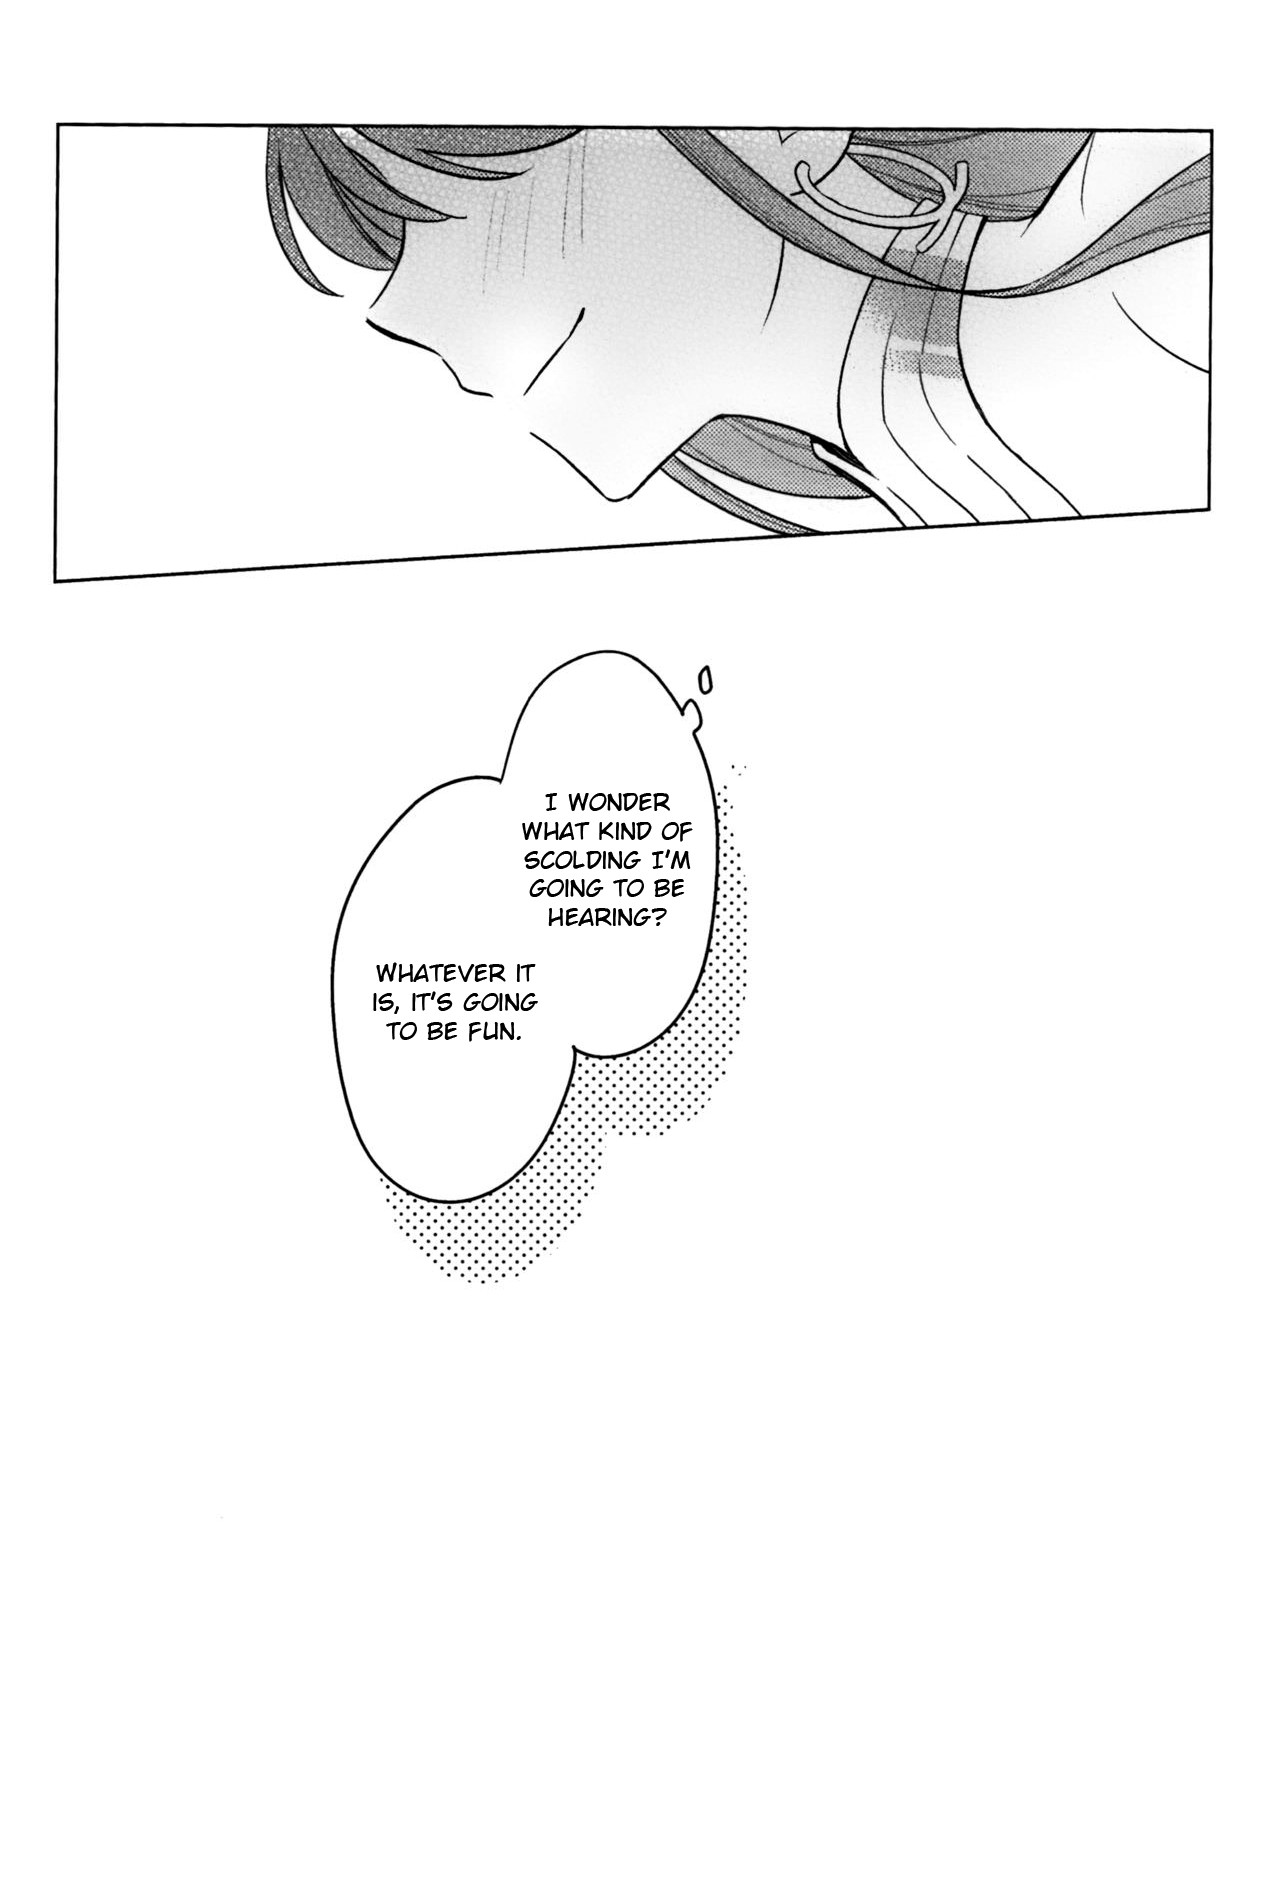 I WONDER
WHAT KIND OF
SCOLDING I'M
GOING TO BE
HEARING?
WHATEVER IT
IS, IT'S GOING
TO BE FUN.